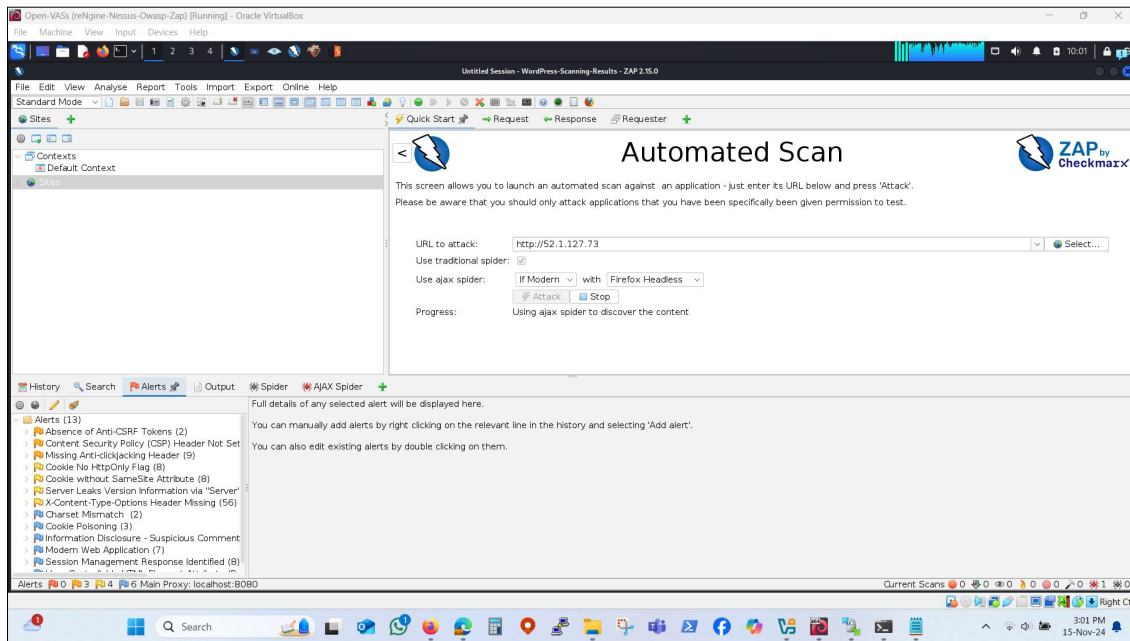 Open-VASs (reNgine-Nessus-Owasp-Zap) [Running] - Oracle VirtualBox
File Machine View Input Devices Help
1 2 3 4
10:01
Untitled Session - WordPress-Scanning-Results - ZAP 2.15.0
File Edit View Analyse Report Tools Import Export Online Help
Standard Mode
Sites
Quick Start Request Response Requester
Contexts
Default Context
Sites
<
Automated Scan
ZAP by
Checkmarx
This screen allows you to launch an automated scan against an application - just enter its URL below and press 'Attack'.
Please be aware that you should only attack applications that you have been specifically been given permission to test.
URL to attack: http://52.1.127.73 Select...
Use traditional spider:
Use ajax spider: If Modern with Firefox Headless
Attack Stop
Progress: Using ajax spider to discover the content
History Search Alerts Output Spider AJAX Spider
Alerts (13)
Absence of Anti-CSRF Tokens (2)
Content Security Policy (CSP) Header Not Set
Missing Anti-clickjacking Header (9)
Cookie No HttpOnly Flag (8)
Cookie without SameSite Attribute (8)
Server Leaks Version Information via "Server"
X-Content-Type-Options Header Missing (56)
Charset Mismatch (2)
Cookie Poisoning (3)
Information Disclosure - Suspicious Comment
Modern Web Application (7)
Session Management Response Identified (8)
Full details of any selected alert will be displayed here.
You can manually add alerts by right clicking on the relevant line in the history and selecting 'Add alert'.
You can also edit existing alerts by double clicking on them.
Alerts 0 3 4 6 Main Proxy: localhost:8080
Current Scans 0 0 0 0 0 0 1 0
Right Ct
Search
3:01 PM
15-Nov-24